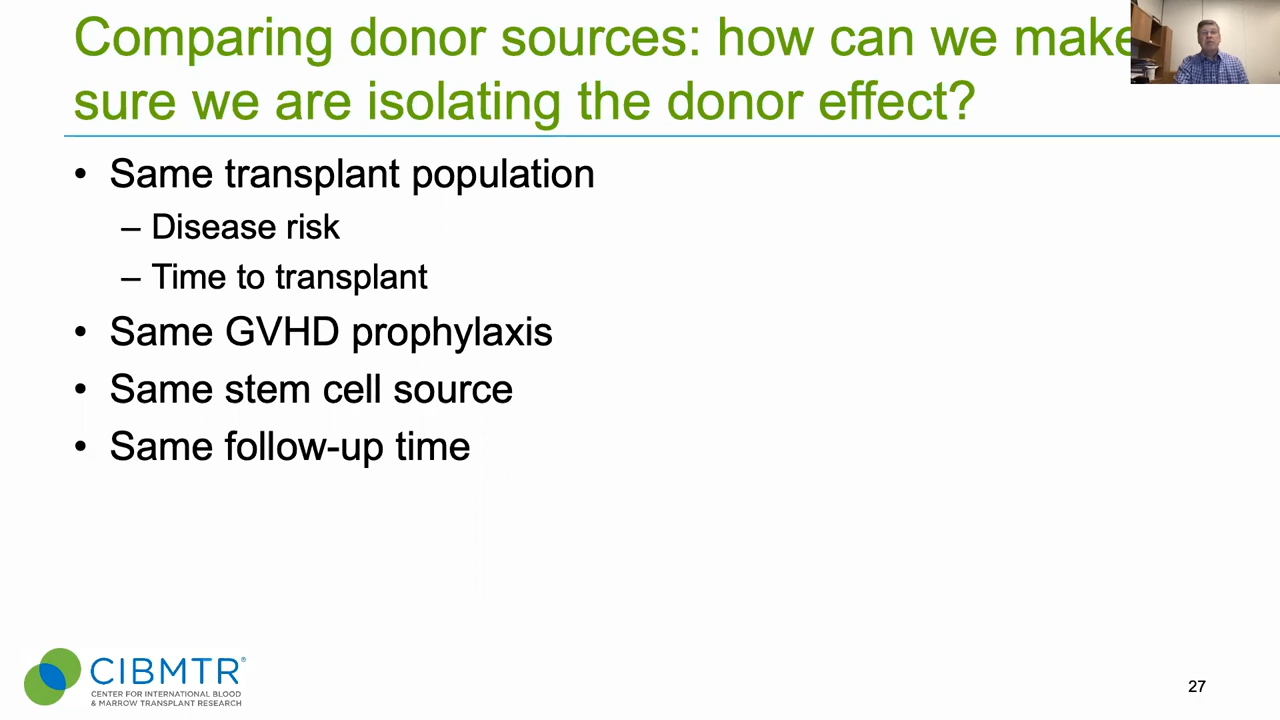 Comparing donor sources: how can we make
sure we are isolating the donor effect?
• Same transplant population
– Disease risk
– Time to transplant
• Same GVHD prophylaxis
• Same stem cell source
• Same follow-up time
CIBMTR®
CENTER FOR INTERNATIONAL BLOOD
& MARROW TRANSPLANT RESEARCH
27